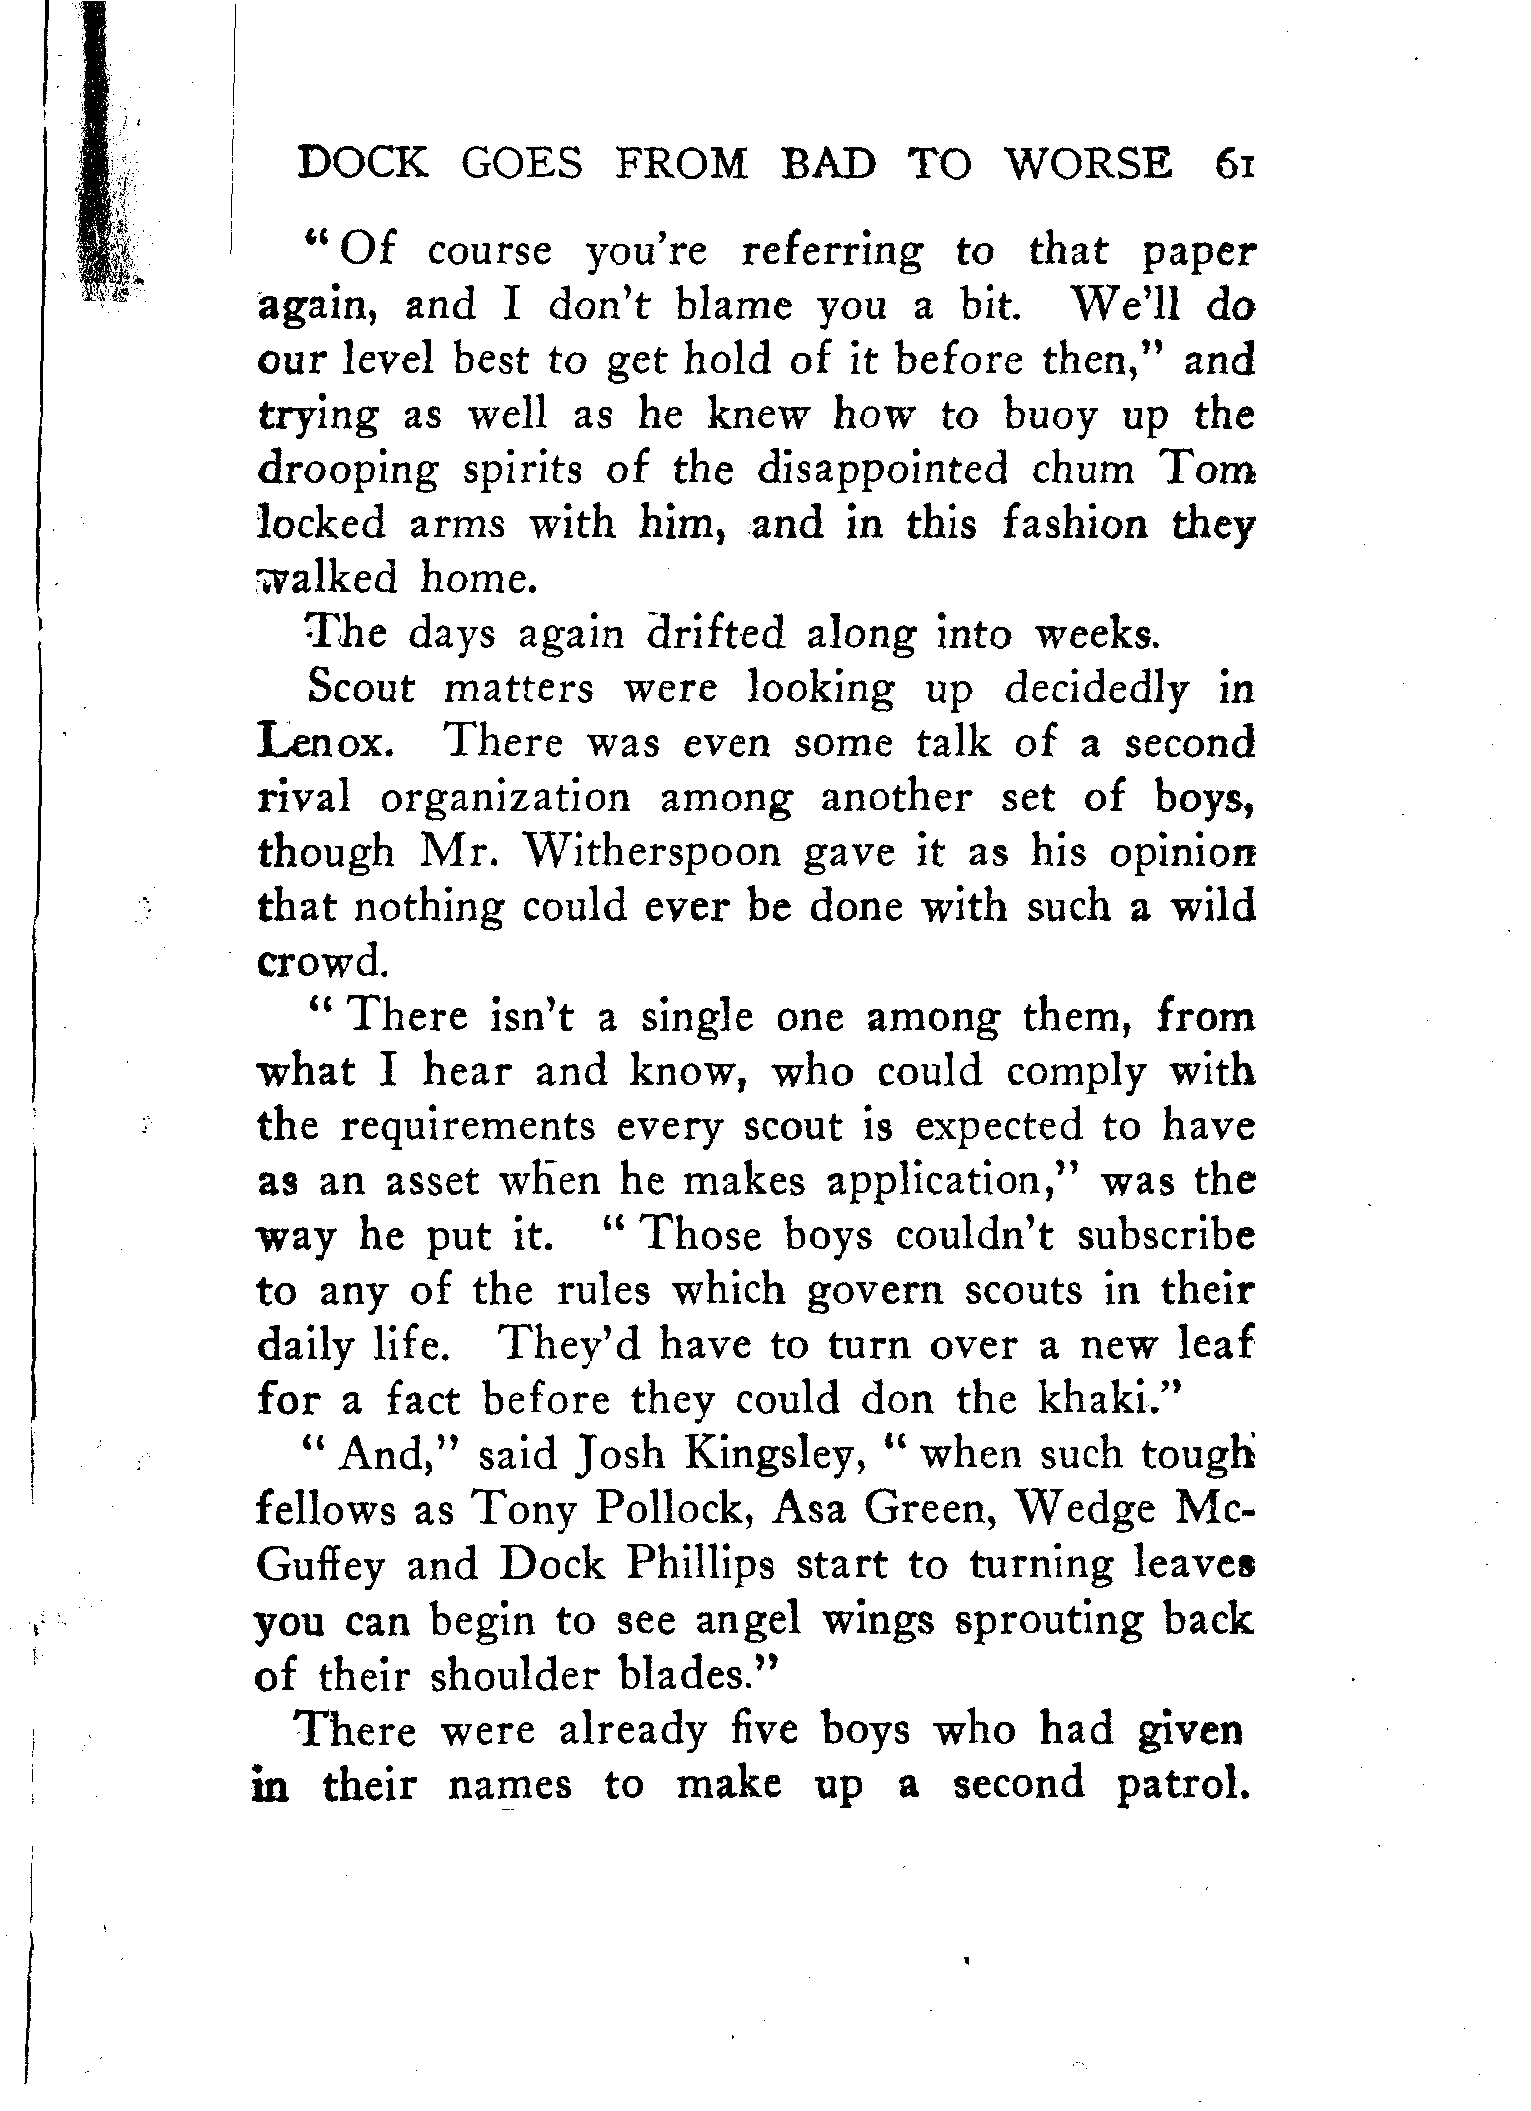 DOCK GOES FROM BAD TO WORSE 61
“Of course you're referring to that paper
again, and I don't blame you a bit. We'll do
our level best to get hold of it before then,” and
trying as well as he knew how to buoy up the
drooping spirits of the disappointed chum Tom
locked arms with him, and in this fashion they
walked home.
The days again drifted along into weeks.
Scout matters were looking up decidedly in
Lenox. There was even some talk of a second
rival organization among another set of boys,
though Mr. Witherspoon gave it as his opinion
that nothing could ever be done with such a wild
crowd.
“ There isn't a single one among them, from
what I hear and know, who could comply with
the requirements every scout is expected to have
as an asset when he makes application,” was the
way he put it. “ Those boys couldn't subscribe
to any of the rules which govern scouts in their
daily life. They'd have to turn over a new leaf
for a fact before they could don the khaki.”
“ And,” said Josh Kingsley, “ when such tough
fellows as Tony Pollock, Asa Green, Wedge Mc-
Guffey and Dock Phillips start to turning leaves
you can begin to see angel wings sprouting back
of their shoulder blades.”
There were already five boys who had given
in their names to make up a second patrol.